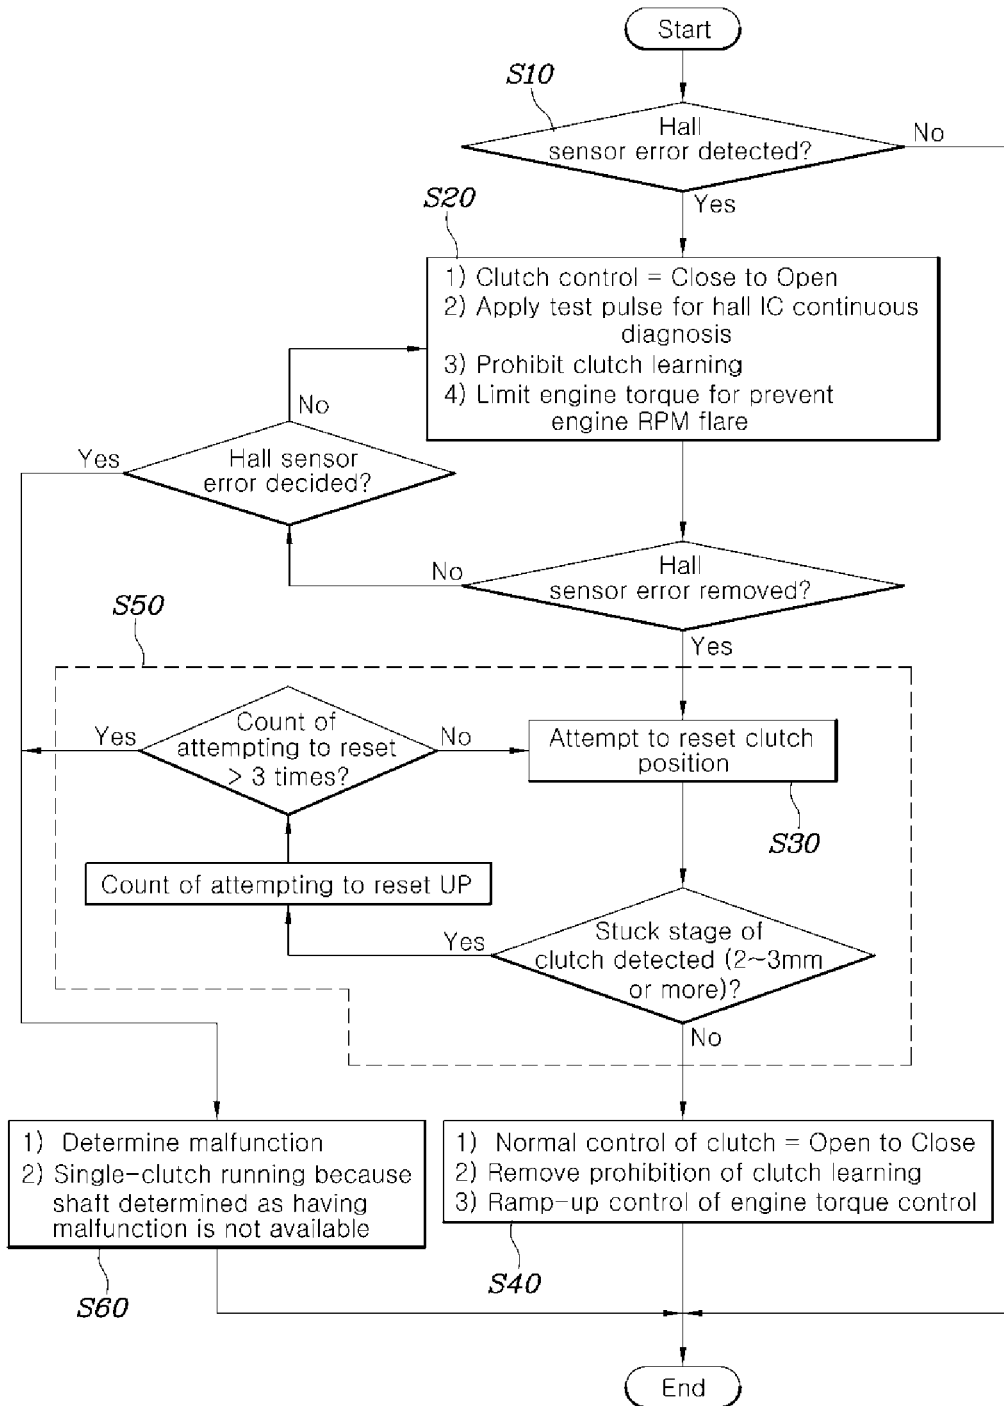 Start
S10
Hall
sensor error detected?
No
Yes
S20
1) Clutch control = Close to Open
2) Apply test pulse for hall IC continuous
diagnosis
3) Prohibit clutch learning
4) Limit engine torque for prevent
engine RPM flare
No
Yes
Hall sensor
error decided?
No
Hall
sensor error removed?
Yes
S50
Yes
Count of
attempting to reset
> 3 times?
No
Attempt to reset clutch
position
S30
Count of attempting to reset UP
Yes
Stuck stage of
clutch detected (2~3mm
or more)?
No
1) Determine malfunction
2) Single-clutch running because
shaft determined as having
malfunction is not available
S60
1) Normal control of clutch = Open to Close
2) Remove prohibition of clutch learning
3) Ramp-up control of engine torque control
S40
End